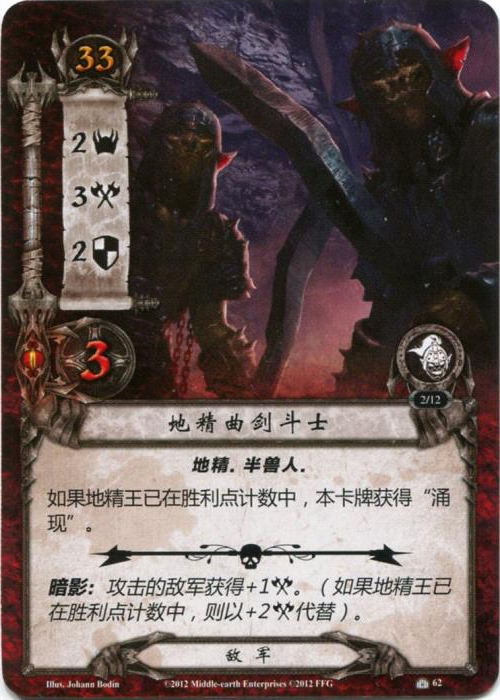 33
2
3
2
3
2/12
地精曲剑斗士
地精. 半兽人.
如果地精王已在胜利点计数中，本卡牌获得“涌
现”。
暗影: 攻击的敌军获得+1。（如果地精王已
在胜利点计数中，则以+2代替）。
敌军
Illus. Johann Bodin
©2012 Middle-earth Enterprises ©2012 FFG
62